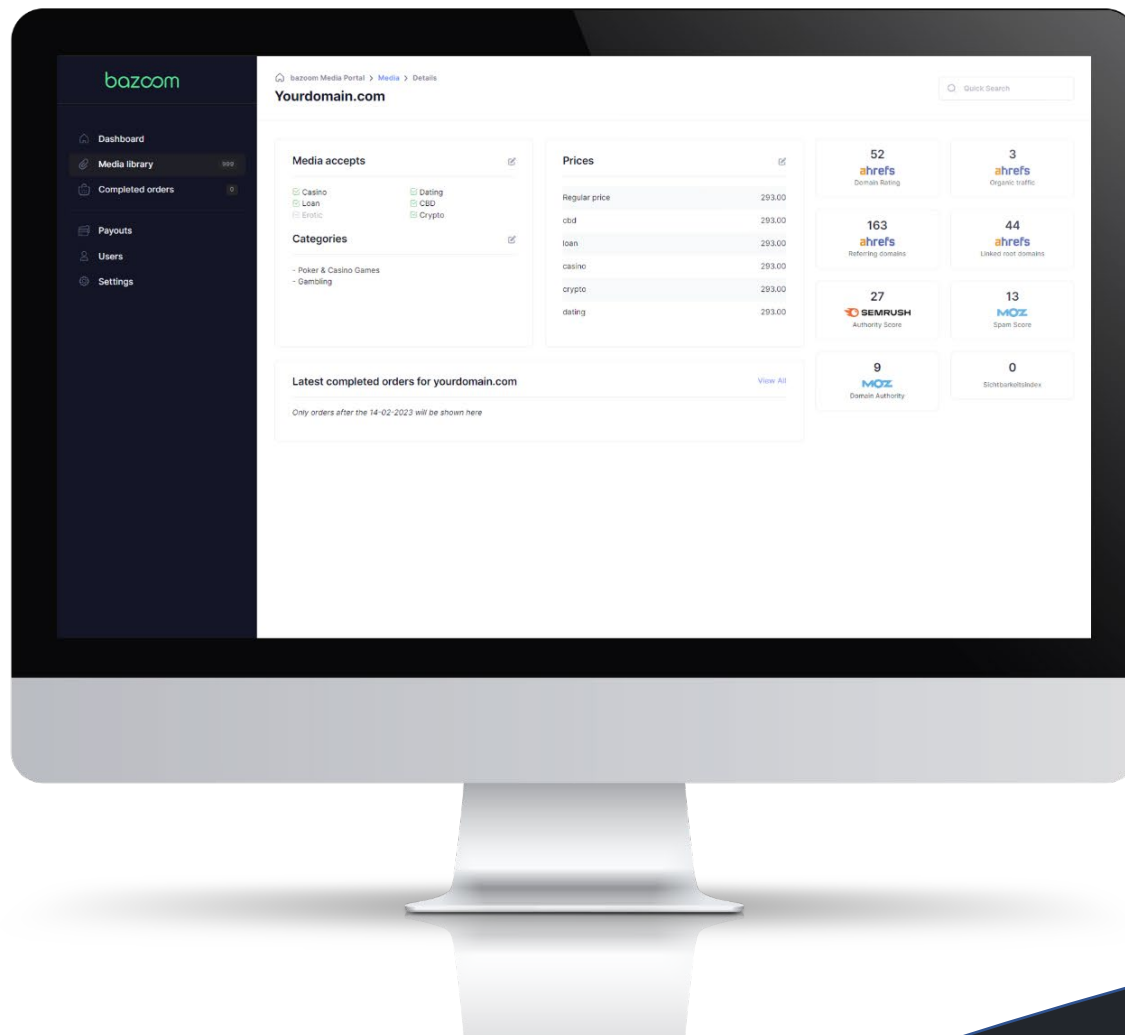 bazoom
Dashboard
Media library 999
Completed orders 0
Payouts
Users
Settings
bazoom Media Portal > Media > Details
Yourdomain.com
Quick Search
Media accepts
Casino Dating
Loan CBD
Erotic Crypto
Categories
- Poker & Casino Games
- Gambling
Prices
Regular price 293.00
cbd 293.00
loan 293.00
casino 293.00
crypto 293.00
dating 293.00
Latest completed orders for yourdomain.com View All
Only orders after the 14-02-2023 will be shown here
52
ahrefs
Domain Rating
3
ahrefs
Organic traffic
163
ahrefs
Referring domains
44
ahrefs
Linked root domains
27
SEMRUSH
Authority Score
13
MOZ
Spam Score
9
MOZ
Domain Authority
0
Sichtbarkeitsindex